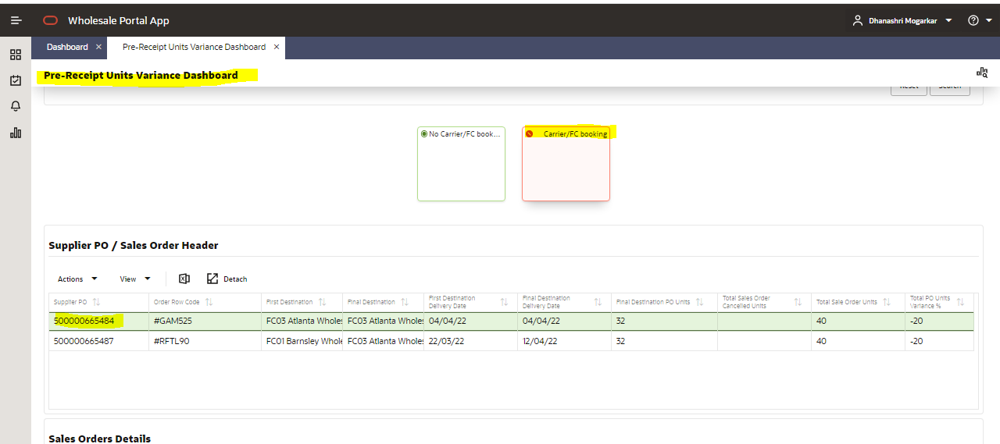 Wholesale Portal App
Dhanashri Mogarkar
Dashboard
Pre-Receipt Units Variance Dashboard
Pre-Receipt Units Variance Dashboard
Reset Search
No Carrier/FC book...
Carrier/FC booking
Supplier PO / Sales Order Header
Actions View Detach
Supplier PO Order Row Code First Destination Final Destination First Destination Delivery Date Final Destination Delivery Date Final Destination PO Units Total Sales Order Cancelled Units Total Sale Order Units Total PO Units Variance %
500000665484 #GAM525 FC03 Atlanta Wholes FC03 Atlanta Wholes 04/04/22 04/04/22 32 40 -20
500000665487 #RFTL90 FC01 Barnsley Whole FC03 Atlanta Wholes 22/03/22 12/04/22 32 40 -20
Sales Orders Details